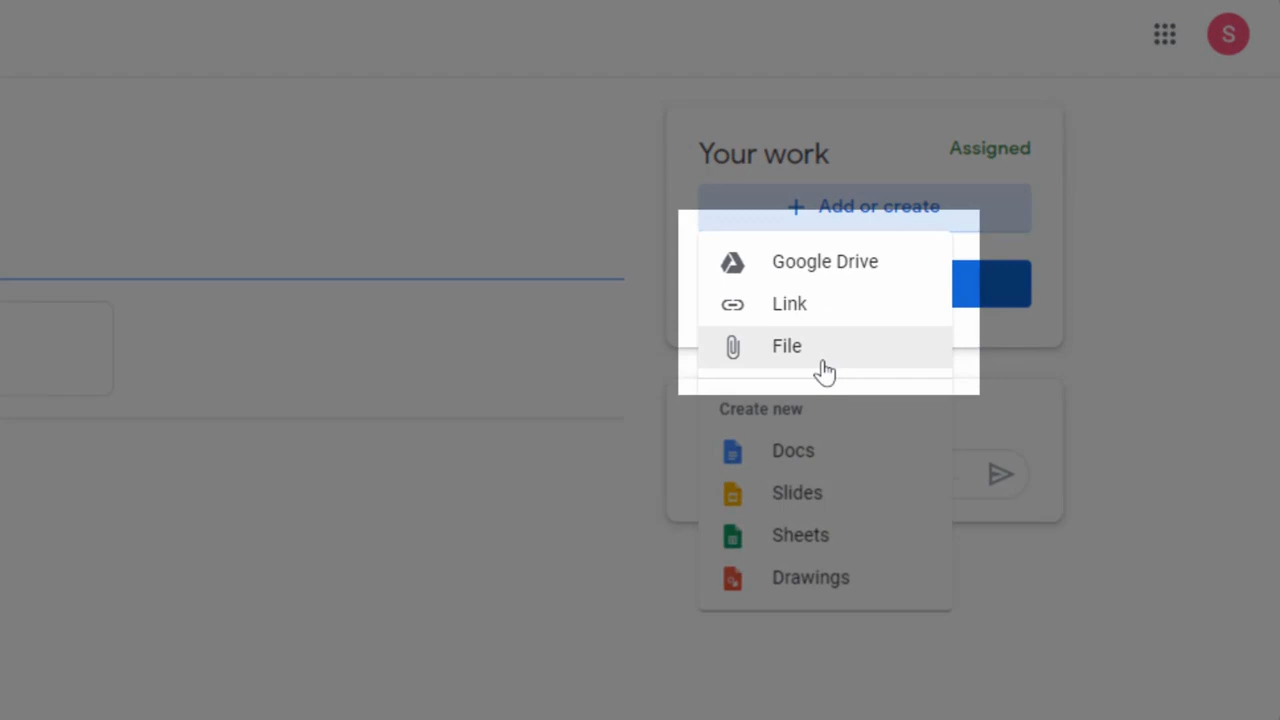 S
Your work
Assigned
+ Add or create
Google Drive
Link
File
Create new
Docs
Slides
Sheets
Drawings